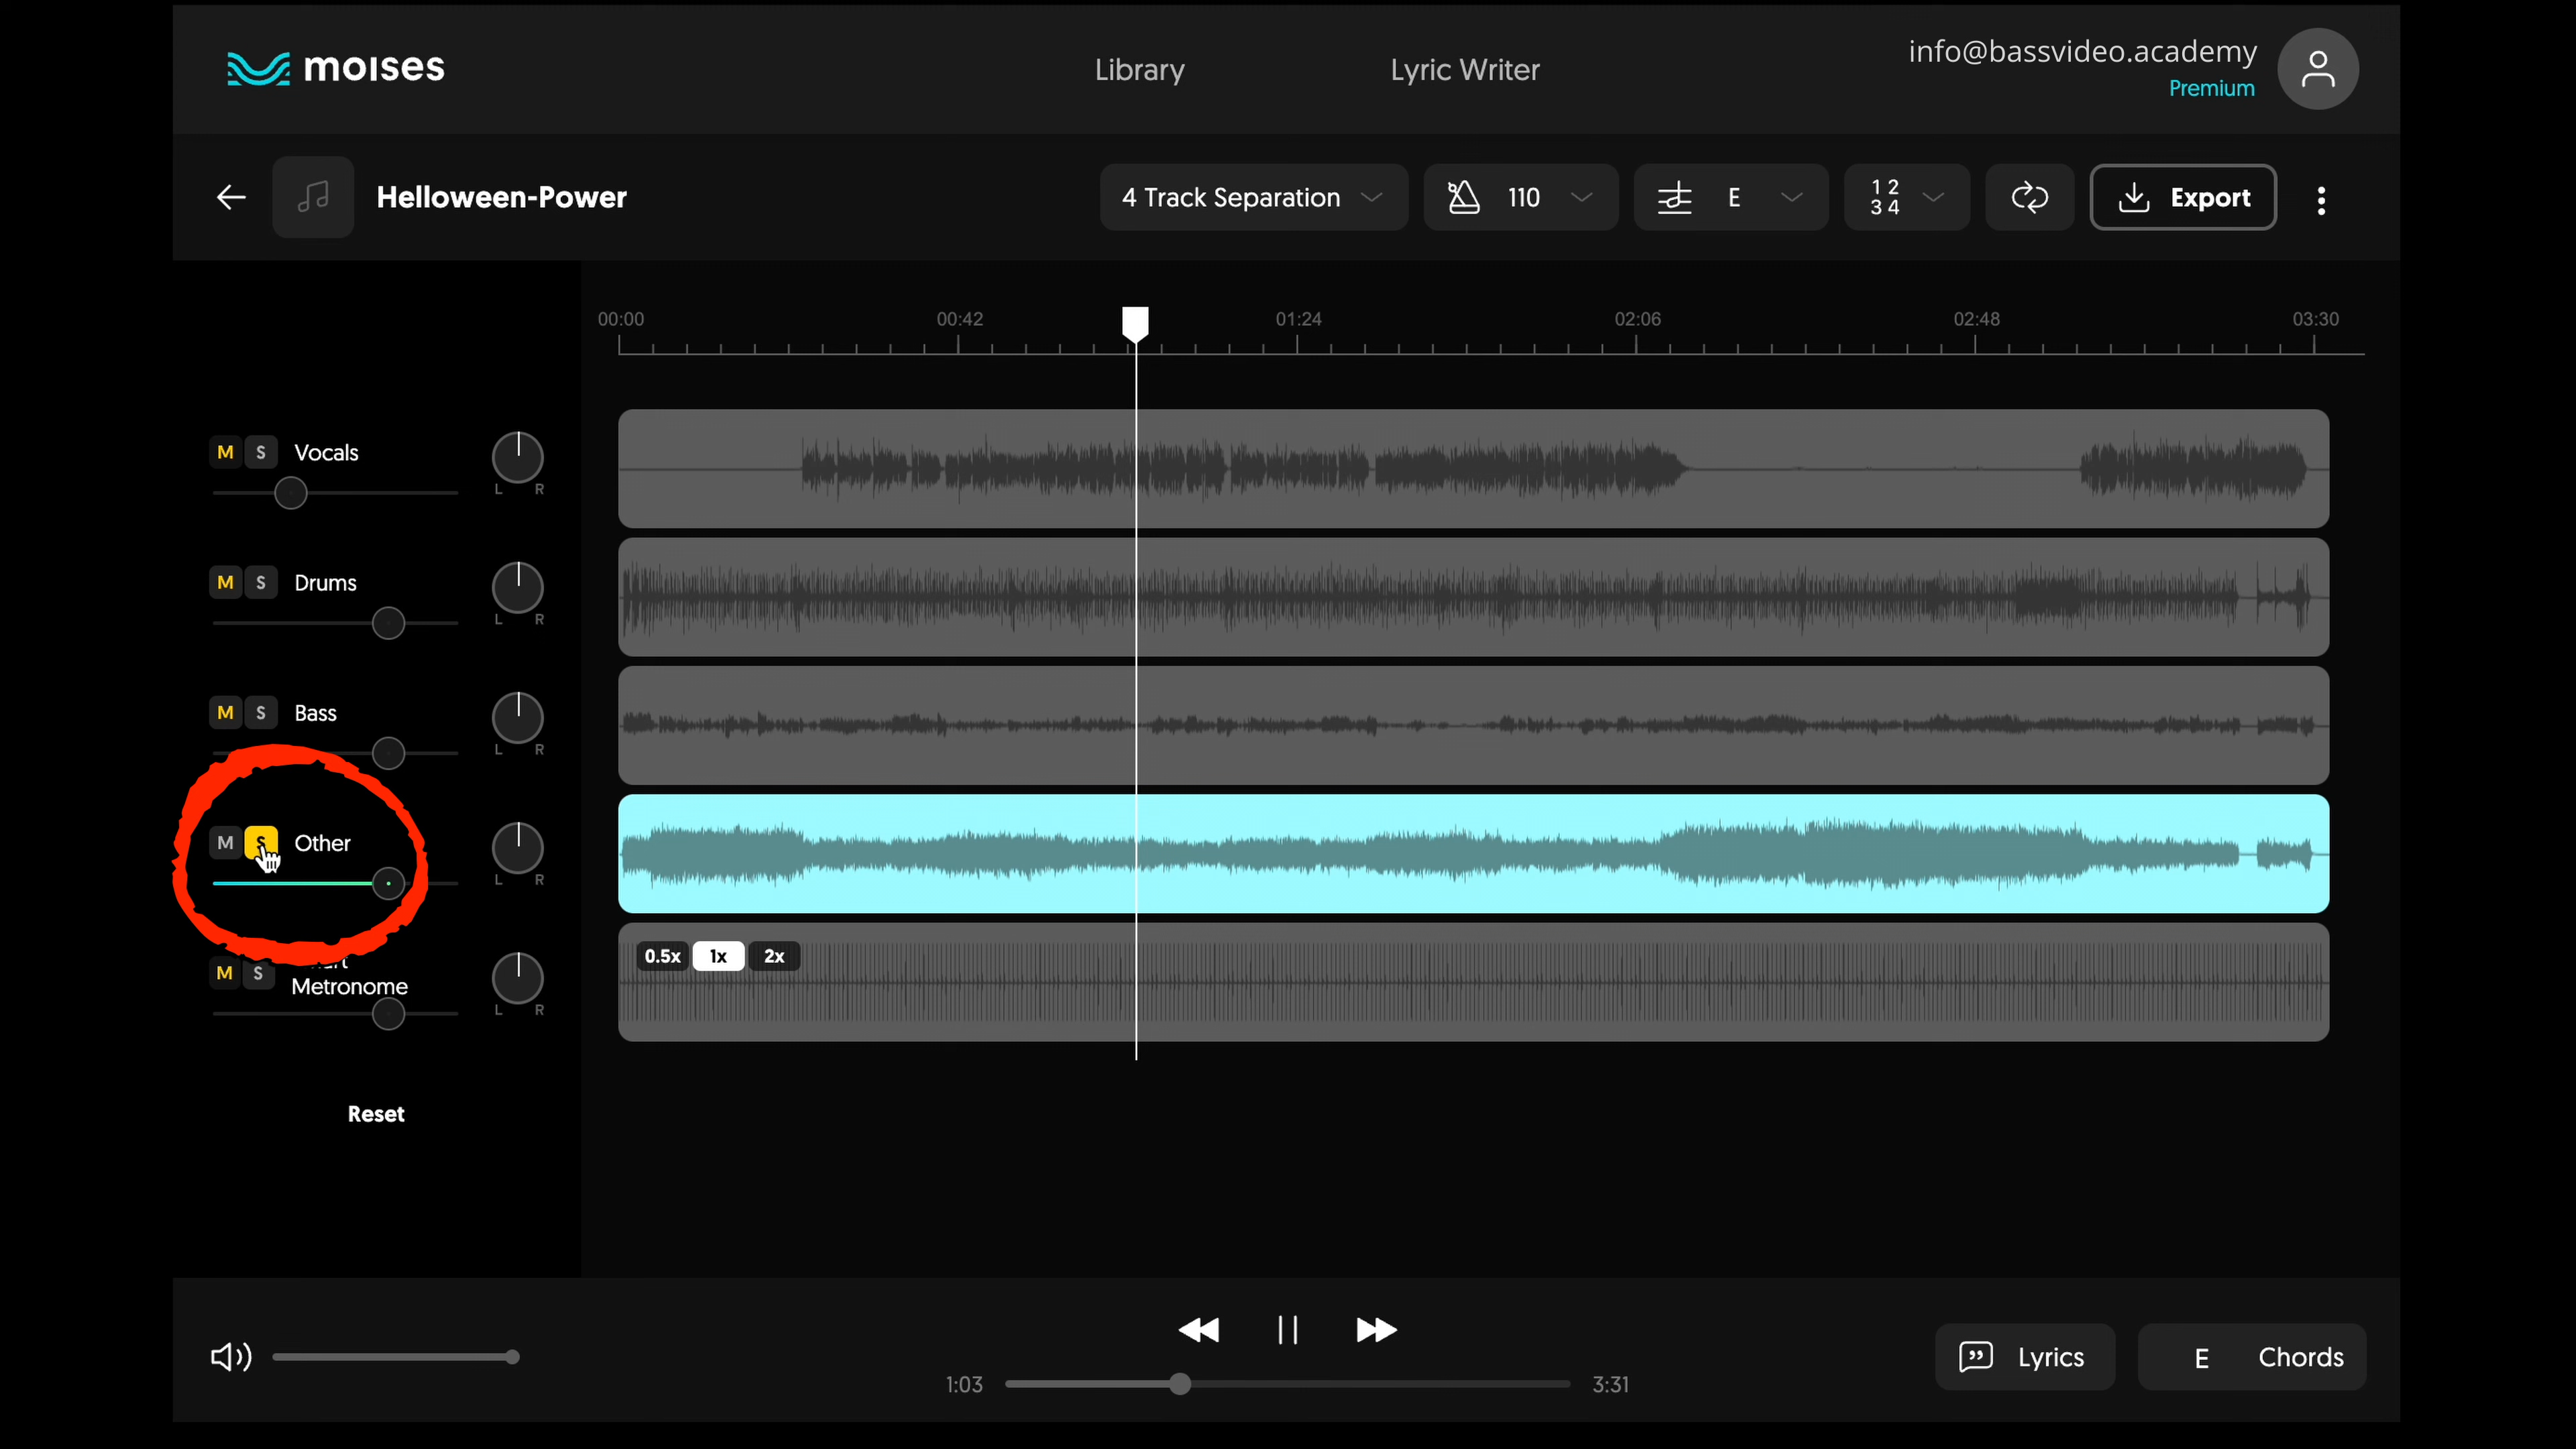 moises
Library
Lyric Writer
info@bassvideo.academy
Premium
Helloween-Power
4 Track Separation
110
E
1 2
3 4
Export
00:00
00:42
01:24
02:06
02:48
03:30
M S Vocals
L R
M S Drums
L R
M S Bass
L R
M S Other
L R
0.5x 1x 2x
M S
Metronome
L R
Reset
1:03
3:31
Lyrics
E Chords